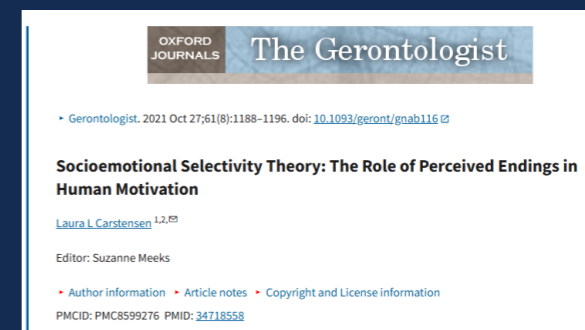 OXFORD
JOURNALS
The Gerontologist
‣ Gerontologist. 2021 Oct 27;61(8):1188–1196. doi: 10.1093/geront/gnab116
Socioemotional Selectivity Theory: The Role of Perceived Endings in
Human Motivation
Laura L Carstensen 1,2,✉
Editor: Suzanne Meeks
‣ Author information ‣ Article notes ‣ Copyright and License information
PMCID: PMC8599276 PMID: 34718558